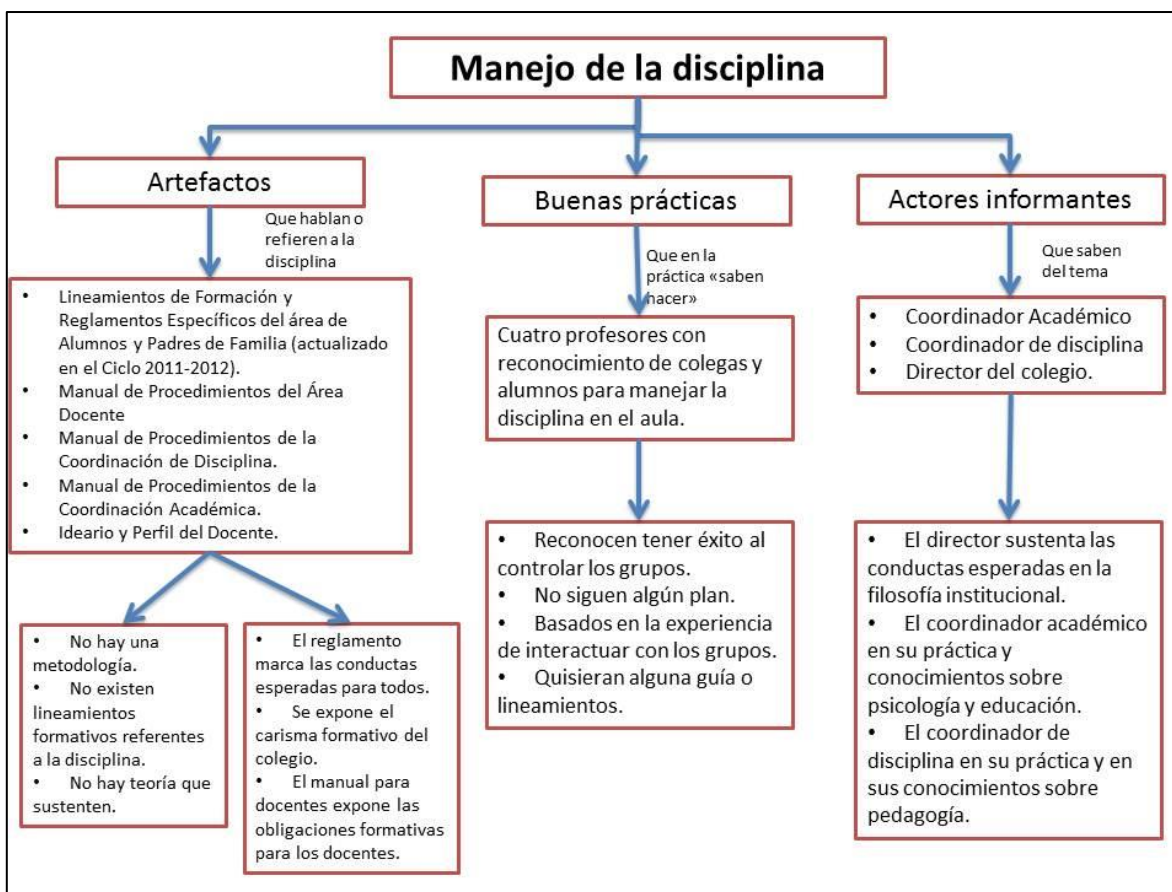 Manejo de la disciplina
Artefactos
Que hablan o
refieren a la
disciplina
• Lineamientos de Formación y
Reglamentos Específicos del área de
Alumnos y Padres de Familia (actualizado
en el Ciclo 2011-2012).
• Manual de Procedimientos del Área
Docente
• Manual de Procedimientos de la
Coordinación de Disciplina.
• Manual de Procedimientos de la
Coordinación Académica.
• Ideario y Perfil del Docente.
• No hay una
metodología.
• No existen
lineamientos
formativos referentes
a la disciplina.
• No hay teoría que
sustenten.
• El reglamento
marca las conductas
esperadas para todos.
• Se expone el
carisma formativo del
colegio.
• El manual para
docentes expone las
obligaciones formativas
para los docentes.
Buenas prácticas
Que en la
práctica «saben
hacer»
Cuatro profesores con
reconocimiento de colegas y
alumnos para manejar la
disciplina en el aula.
• Reconocen tener éxito al
controlar los grupos.
• No siguen algún plan.
• Basados en la experiencia
de interactuar con los grupos.
• Quisieran alguna guía o
lineamientos.
Actores informantes
Que saben
del tema
• Coordinador Académico
• Coordinador de disciplina
• Director del colegio.
• El director sustenta las
conductas esperadas en la
filosofía institucional.
• El coordinador académico
en su práctica y
conocimientos sobre
psicología y educación.
• El coordinador de
disciplina en su práctica y en
sus conocimientos sobre
pedagogía.